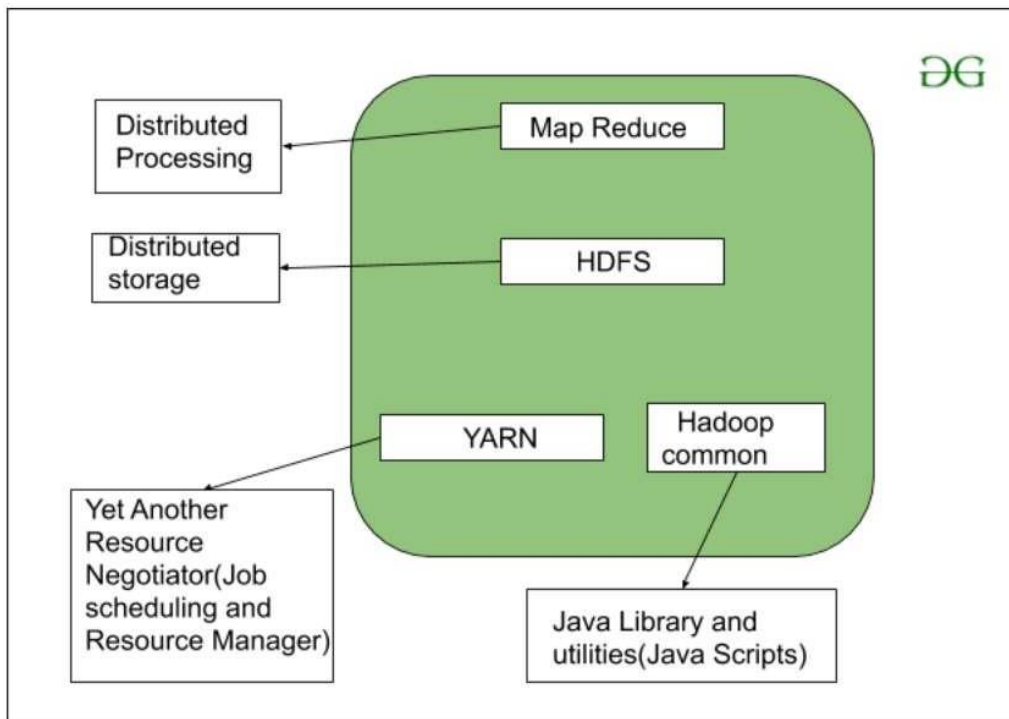 Distributed
Processing
Map Reduce
Distributed
storage
HDFS
YARN
Hadoop
common
Yet Another
Resource
Negotiator(Job
scheduling and
Resource Manager)
Java Library and
utilities(Java Scripts)